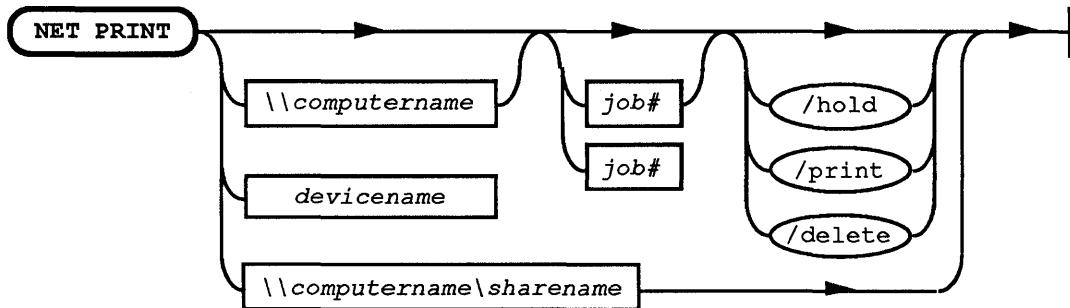 NET PRINT
\\computername
job#
/hold
job#
/print
devicename
/delete
\\computername\sharename